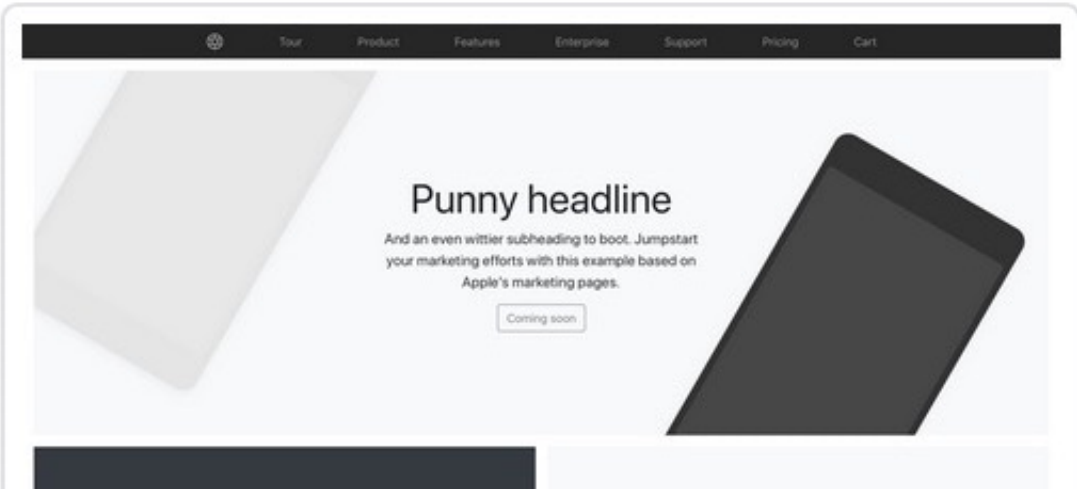 Tour Product Features Enterprise Support Pricing Cart
Punny headline
And an even wittier subheading to boot. Jumpstart
your marketing efforts with this example based on
Apple's marketing pages.
Coming soon